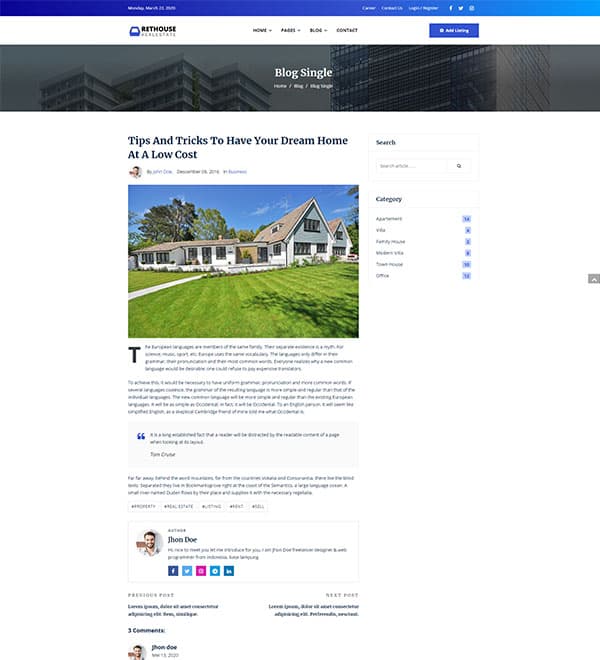 Monday, March 23, 2020
Career Contact Us Login / Register
RETHOUSE
REALESTATE
HOME PAGES BLOG CONTACT
Add Listing
Blog Single
Home / Blog / Blog Single
Tips And Tricks To Have Your Dream Home
At A Low Cost
By John Doe, Descember 09, 2016 In Business
The European languages are members of the same family. Their separate existence is a myth. For
science, music, sport, etc, Europe uses the same vocabulary. The languages only differ in their
grammar, their pronunciation and their most common words. Everyone realizes why a new common
language would be desirable: one could refuse to pay expensive translators.
To achieve this, it would be necessary to have uniform grammar, pronunciation and more common words. If
several languages coalesce, the grammar of the resulting language is more simple and regular than that of the
individual languages. The new common language will be more simple and regular than the existing European
languages. It will be as simple as Occidental; in fact, it will be Occidental. To an English person, it will seem like
simplified English, as a skeptical Cambridge friend of mine told me what Occidental is.
It is a long established fact that a reader will be distracted by the readable content of a page
when looking at its layout.
Tom Cruise
Far far away, behind the word mountains, far from the countries Vokalia and Consonantia, there live the blind
texts. Separated they live in Bookmarksgrove right at the coast of the Semantics, a large language ocean. A
small river named Duden flows by their place and supplies it with the necessary regelialia.
#PROPERTY #REAL ESTATE #LISTING #RENT #SELL
AUTHOR
Jhon Doe
Hi, nice to meet you let me introduce for you, I am Jhon Doe freelancer designer & web
programmer from indonesia, Raise lampung
PREVIOUS POST
Lorem ipsum, dolor sit amet consectetur
adipisicing elit. Rem, similique.
NEXT POST
Lorem ipsum, dolor sit amet consectetur
adipisicing elit. Perferendis, nesciunt.
3 Comments:
Jhon doe
Mei 13, 2020
Search
Search article.....
Category
Apartement 14
Villa
Family House
Modern Villa
Town House 10
Office 12